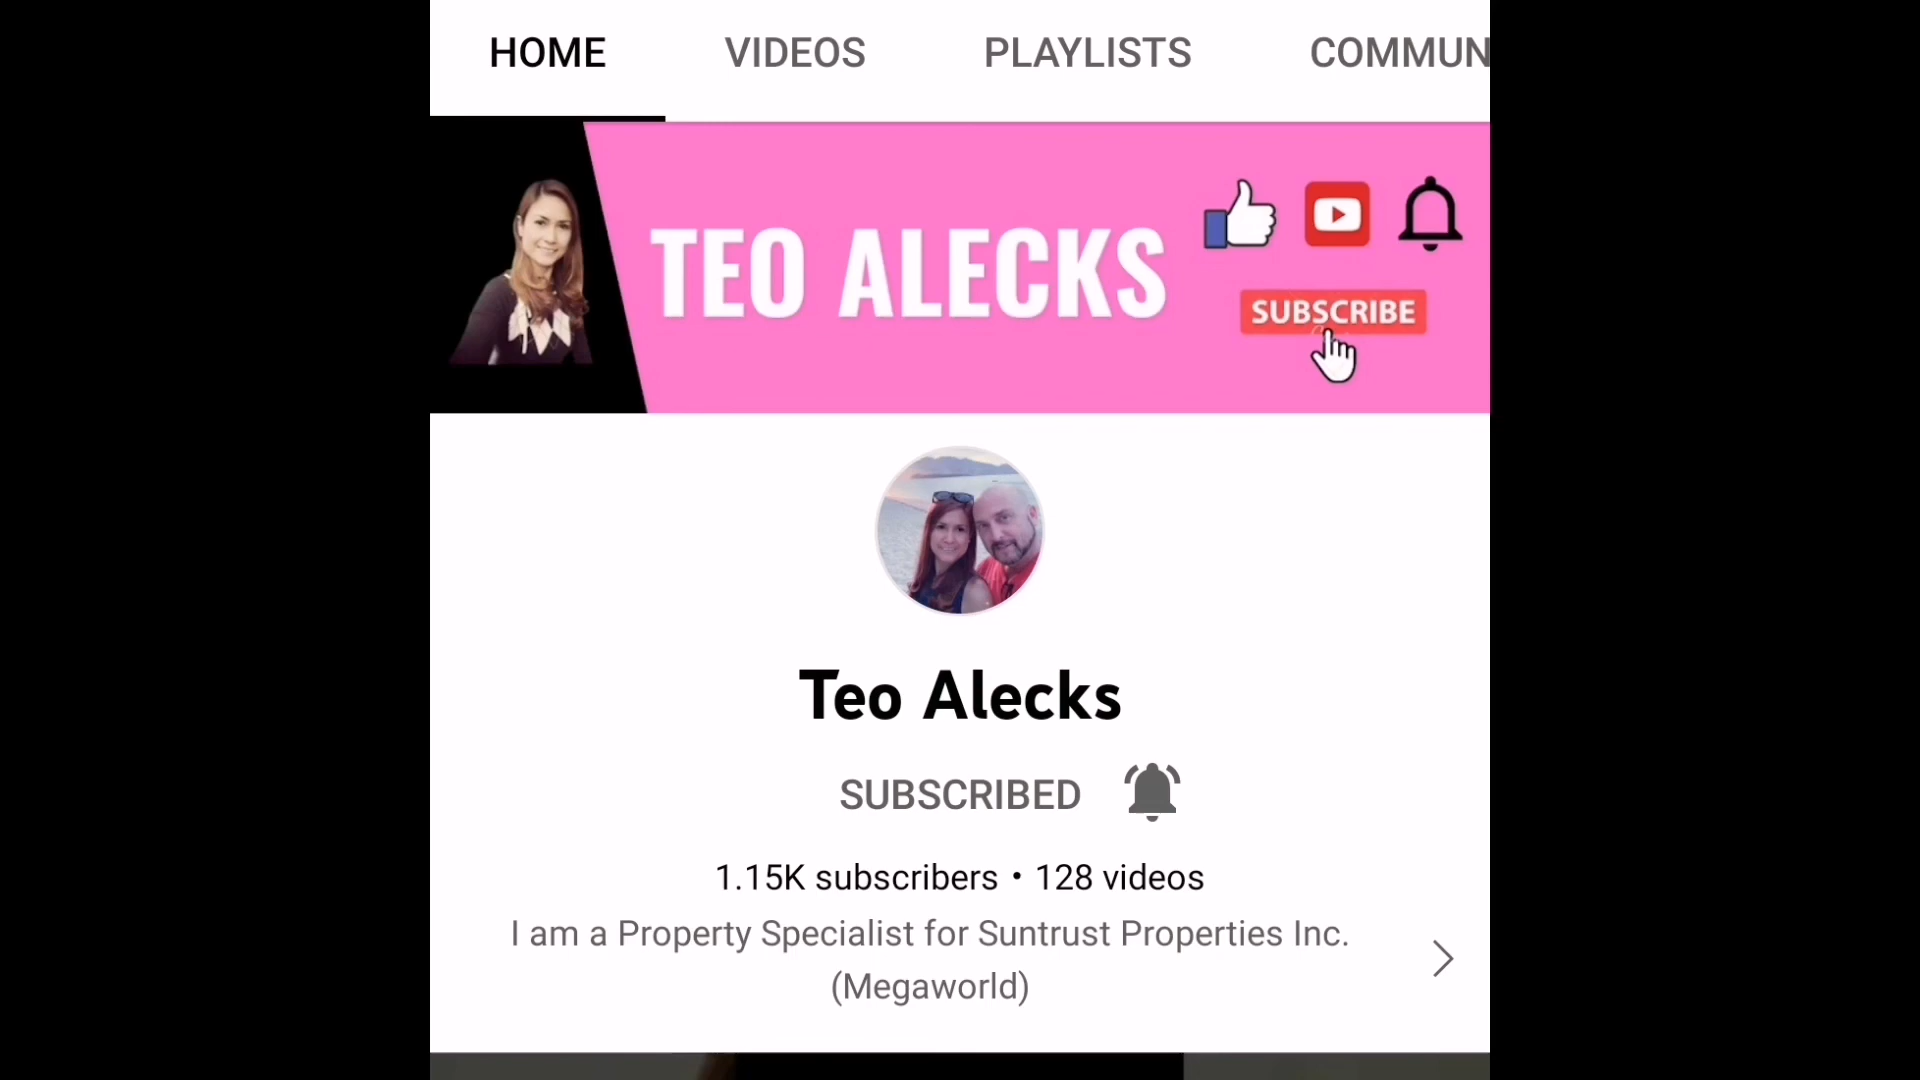 HOME VIDEOS PLAYLISTS COMMUN
TEO ALECKS
SUBSCRIBE
Teo Alecks
SUBSCRIBED
1.15K subscribers • 128 videos
I am a Property Specialist for Suntrust Properties Inc.
(Megaworld)